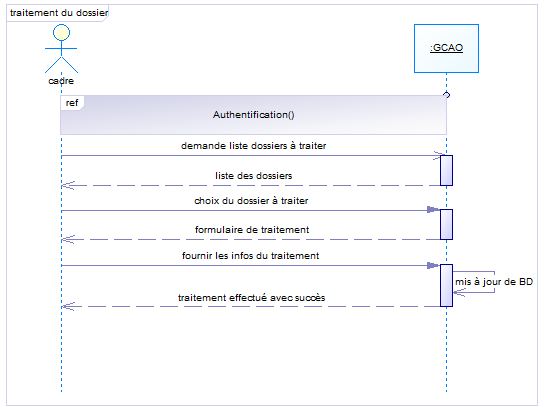 traitement du dossier
:GCAO
cadre
ref
Authentification()
demande liste dossiers à traiter
liste des dossiers
choix du dossier à traiter
formulaire de traitement
fournir les infos du traitement
mis à jour de BD
traitement effectué avec succès